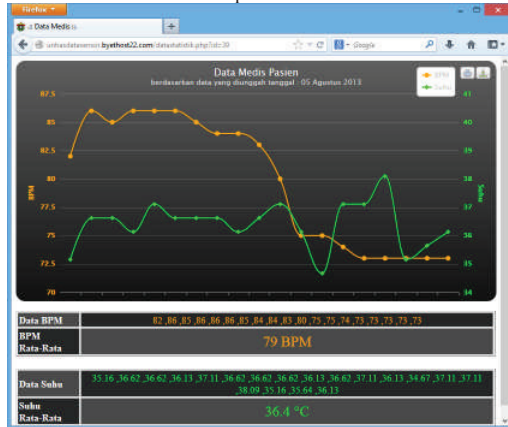 Firefox
.: Data Medis ::
+
unhasdatasensor.byethost22.com/datastatistik.php?id=39
Google
Data Medis Pasien
berdasarkan data yang diunggah tanggal : 05 Agustus 2013
BPM
Suhu
87.5
85
82.5
80
77.5
75
72.5
70
BPM
41
40
39
38
37
36
35
34
Suhu
Data BPM
82 ,86 ,85 ,86 ,86 ,86 ,85 ,84 ,84 ,83 ,80 ,75 ,75 ,74 ,73 ,73 ,73 ,73 ,73
BPM
Rata-Rata
79 BPM
Data Suhu
35.16 ,36.62 ,36.62 ,36.13 ,37.11 ,36.62 ,36.62 ,36.62 ,36.13 ,36.62 ,37.11 ,36.13 ,34.67 ,37.11 ,37.11
,38.09 ,35.16 ,35.64 ,36.13
Suhu
Rata-Rata
36.4 °C